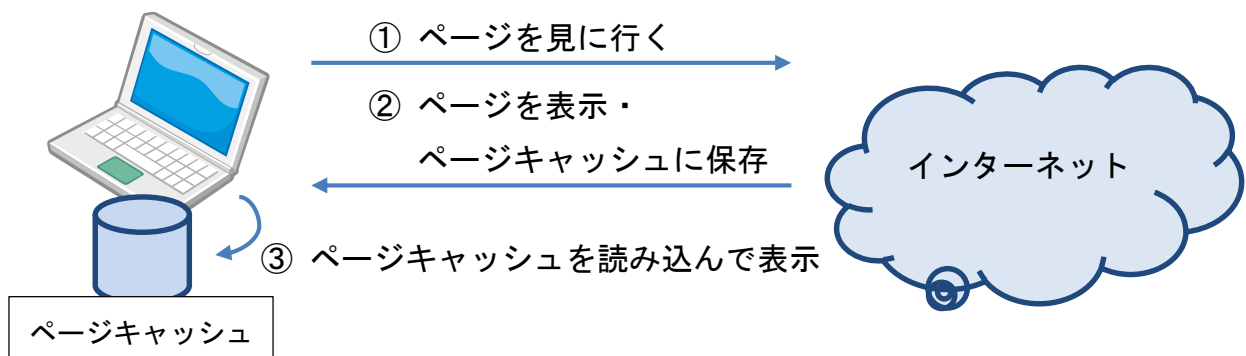 ① ページを見に行く
② ページを表示・
ページキャッシュに保存
インターネット
③ ページキャッシュを読み込んで表示
ページキャッシュ